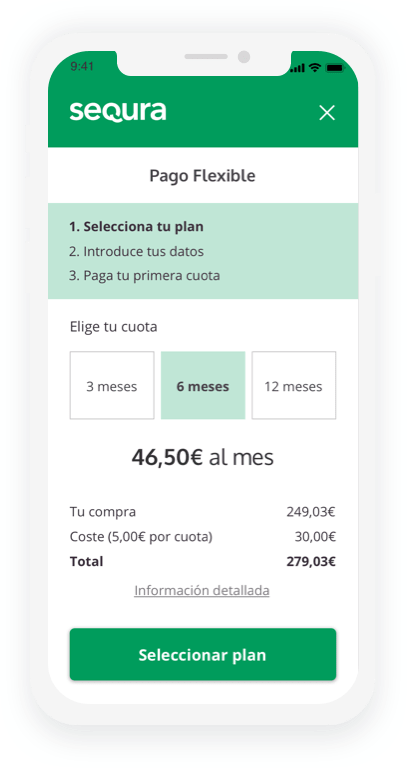 9:41
seQura
Pago Flexible
1. Selecciona tu plan
2. Introduce tus datos
3. Paga tu primera cuota
Elige tu cuota
3 meses 6 meses 12 meses
46,50€ al mes
Tu compra 249,03€
Coste (5,00€ por cuota) 30,00€
Total 279,03€
Información detallada
Seleccionar plan